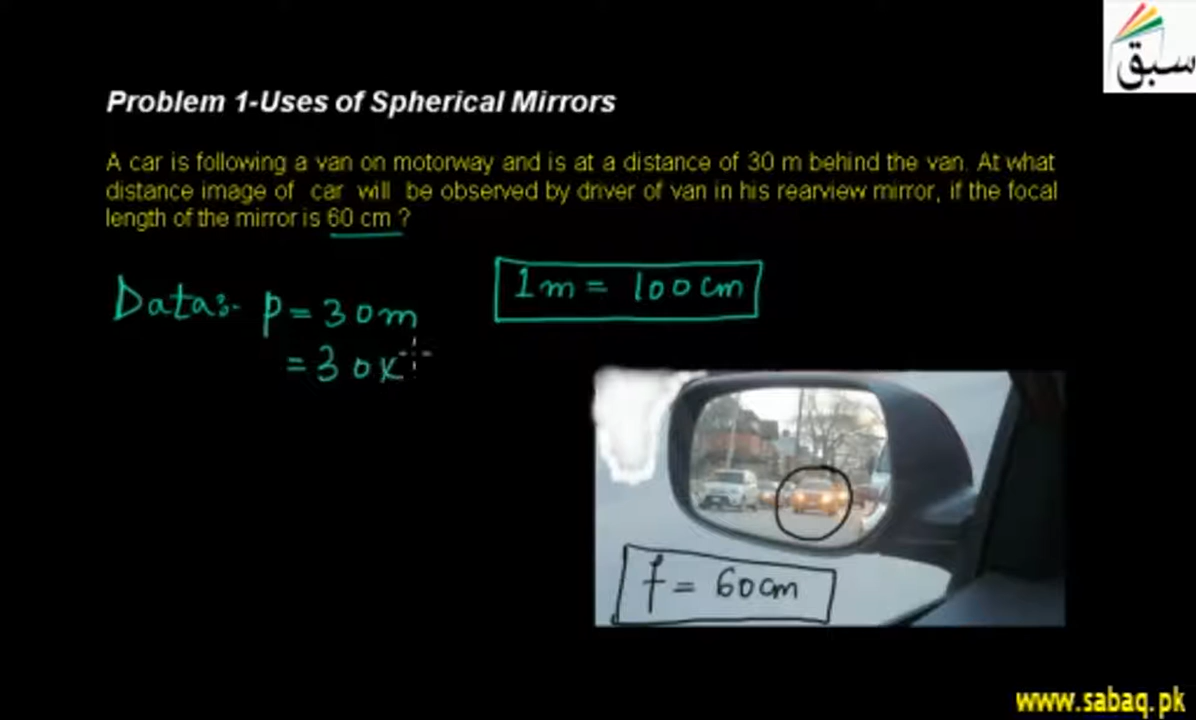 سبق
Problem 1-Uses of Spherical Mirrors
A car is following a van on motorway and is at a distance of 30 m behind the van. At what
distance image of car will be observed by driver of van in his rearview mirror, if the focal
length of the mirror is 60 cm ?
1m = 100cm
Data:- p = 30m
= 30x
f = 60cm
www.sabaq.pk